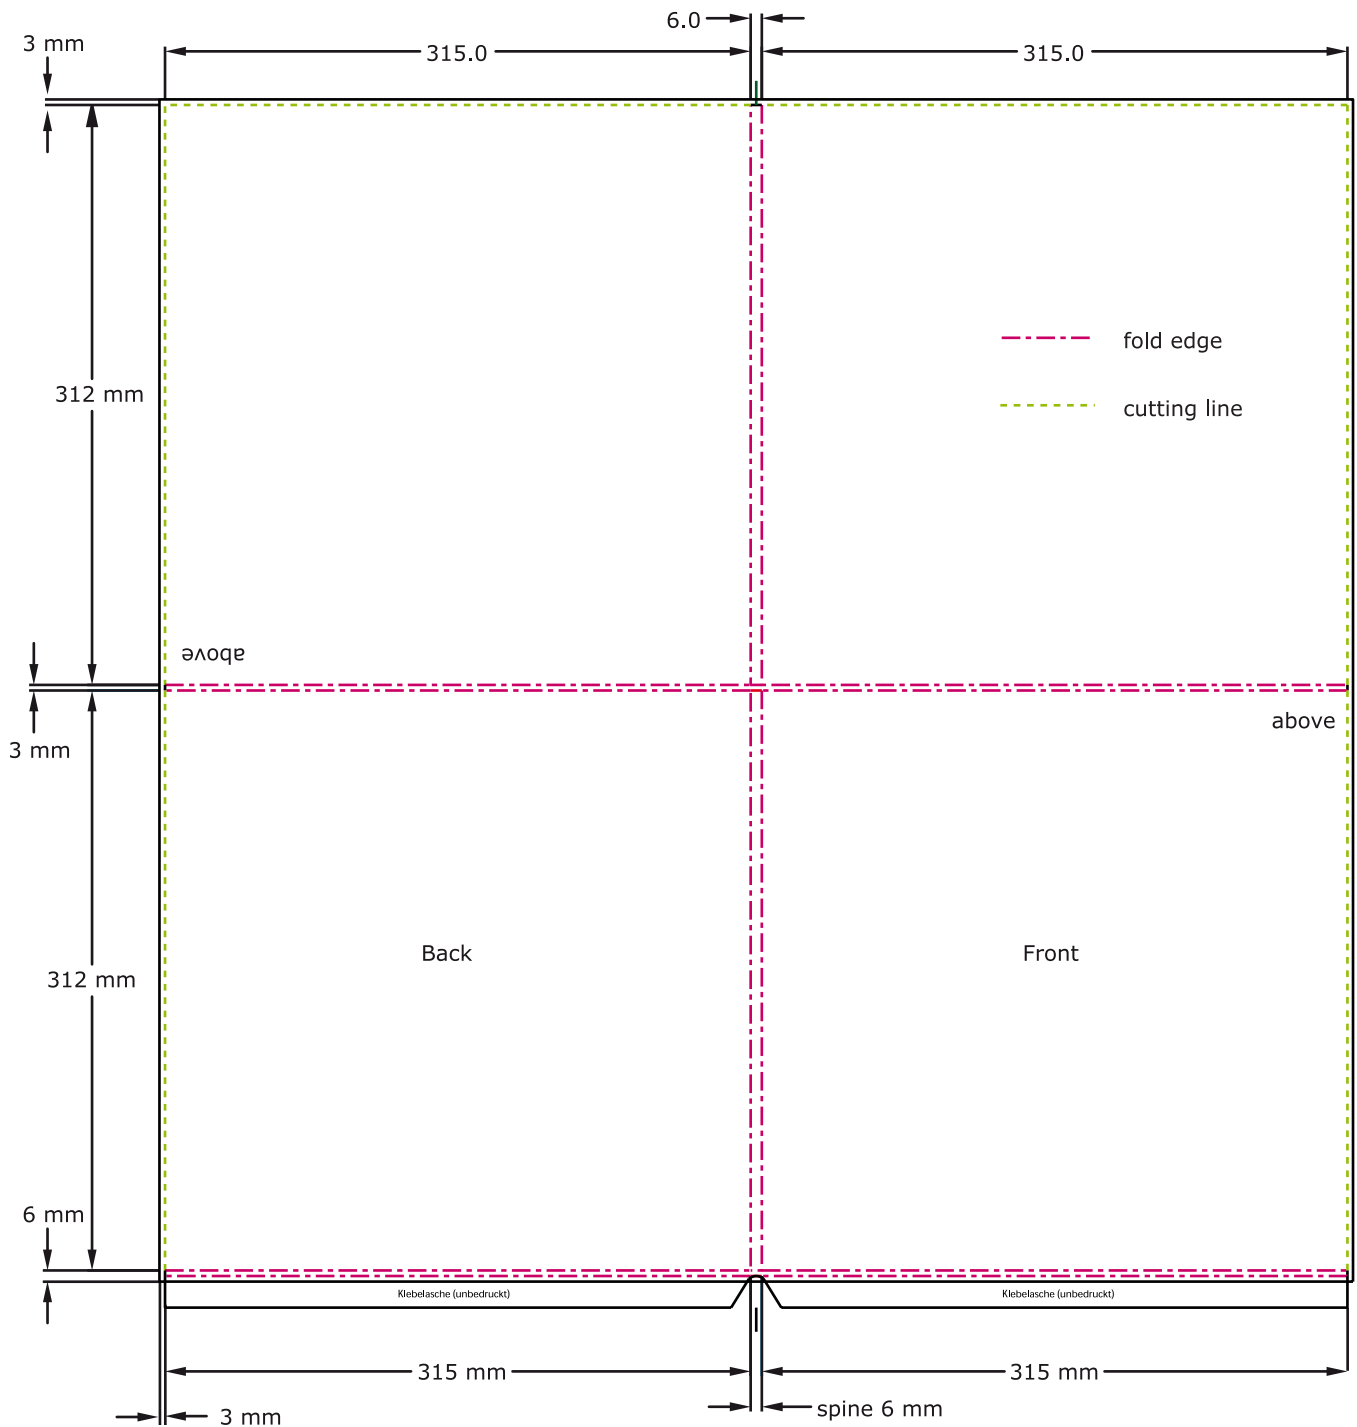 6.0
3 mm
315.0
315.0
fold edge
312 mm
cutting line
above
above
3 mm
Back
Front
312 mm
6 mm
Klebelasche (unbedruckt)
Klebelasche (unbedruckt)
315 mm
315 mm
spine 6 mm
3 mm